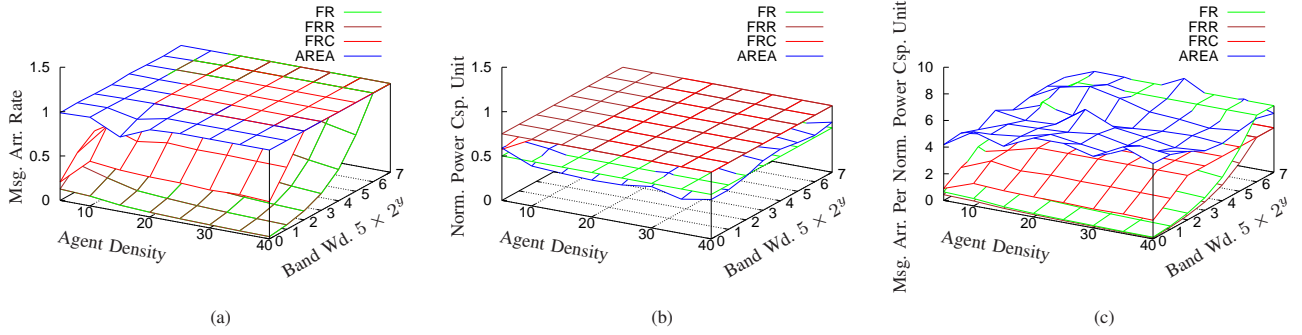 FR
FRR
FRC
AREA
Msg. Arr. Rate
1.5
1
0.5
0
10
20
30
40
Agent Density
0
1
2
3
4
5
6
7
Band Wd. 5 × 2^y
(a)
FR
FRR
FRC
AREA
Norm. Power Csp. Unit
1.5
1
0.5
0
10
20
30
40
Agent Density
0
1
2
3
4
5
6
7
Band Wd. 5 × 2^y
(b)
FR
FRR
FRC
AREA
Msg. Arr. Per Norm. Power Csp. Unit
10
8
6
4
2
0
10
20
30
40
Agent Density
0
1
2
3
4
5
6
7
Band Wd. 5 × 2^y
(c)